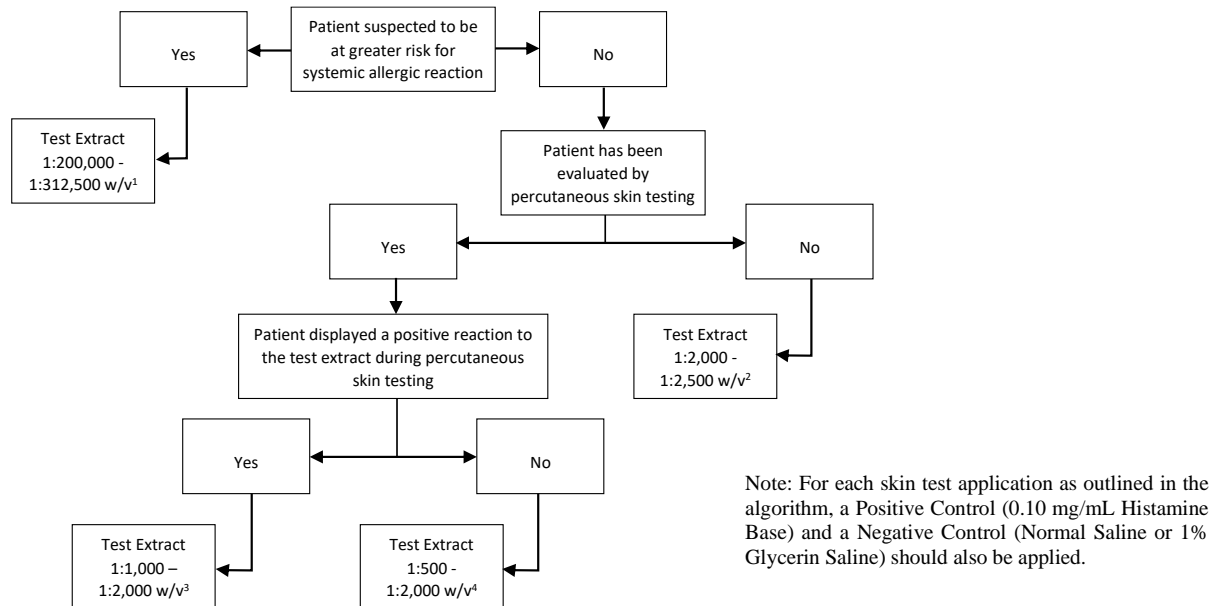 Patient suspected to be
at greater risk for
systemic allergic reaction
Yes
No
Test Extract
1:200,000 -
1:312,500 w/v¹
Patient has been
evaluated by
percutaneous skin testing
Yes
No
Patient displayed a positive reaction to
the test extract during percutaneous
skin testing
Test Extract
1:2,000 -
1:2,500 w/v²
Yes
No
Test Extract
1:1,000 –
1:2,000 w/v³
Test Extract
1:500 -
1:2,000 w/v⁴
Note: For each skin test application as outlined in the
algorithm, a Positive Control (0.10 mg/mL Histamine
Base) and a Negative Control (Normal Saline or 1%
Glycerin Saline) should also be applied.